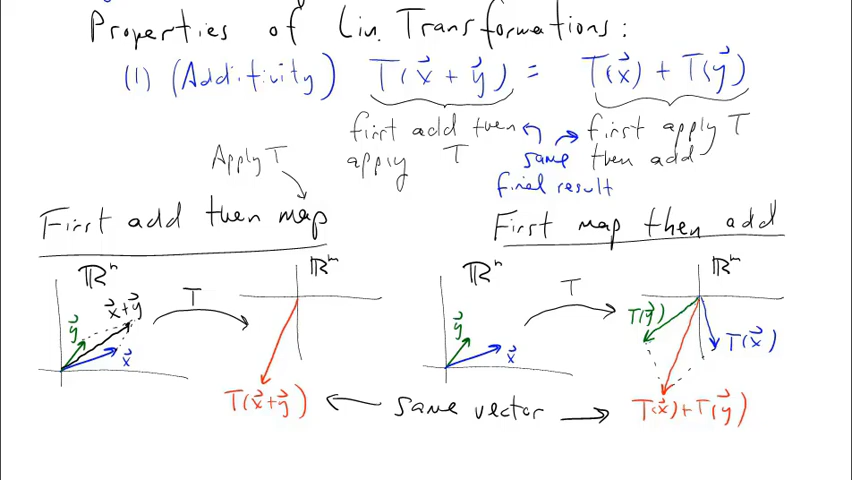 Properties of Lin. Transformations:
(1) (Additivity) T(x⃗ + y⃗) = T(x⃗) + T(y⃗)
first add then
apply T
same
final result
first apply T
then add
Apply T
First add then map
First map then add
ℝⁿ
T
ℝᵐ
x⃗+y⃗
y⃗
x⃗
T(x⃗+y⃗)
ℝⁿ
T
ℝᵐ
y⃗
x⃗
T(y⃗)
T(x⃗)
same vector
T(x⃗)+T(y⃗)